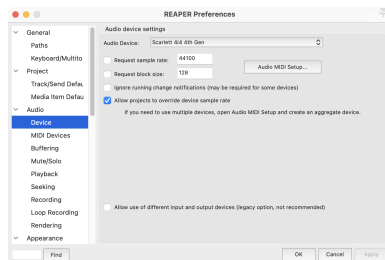 REAPER Preferences
General
Paths
Keyboard/Multito
Project
Track/Send Defau
Media Item Defau
Audio
Device
MIDI Devices
Buffering
Mute/Solo
Playback
Seeking
Recording
Loop Recording
Rendering
Appearance
Find
Audio device settings
Audio Device: Scarlett 4i4 4th Gen
Request sample rate: 44100
Request block size: 128
Audio MIDI Setup...
Ignore running change notifications (may be required for some devices)
Allow projects to override device sample rate
If you need to use multiple devices, open Audio MIDI Setup and create an aggregate device.
Allow use of different input and output devices (legacy option, not recommended)
OK Cancel Apply